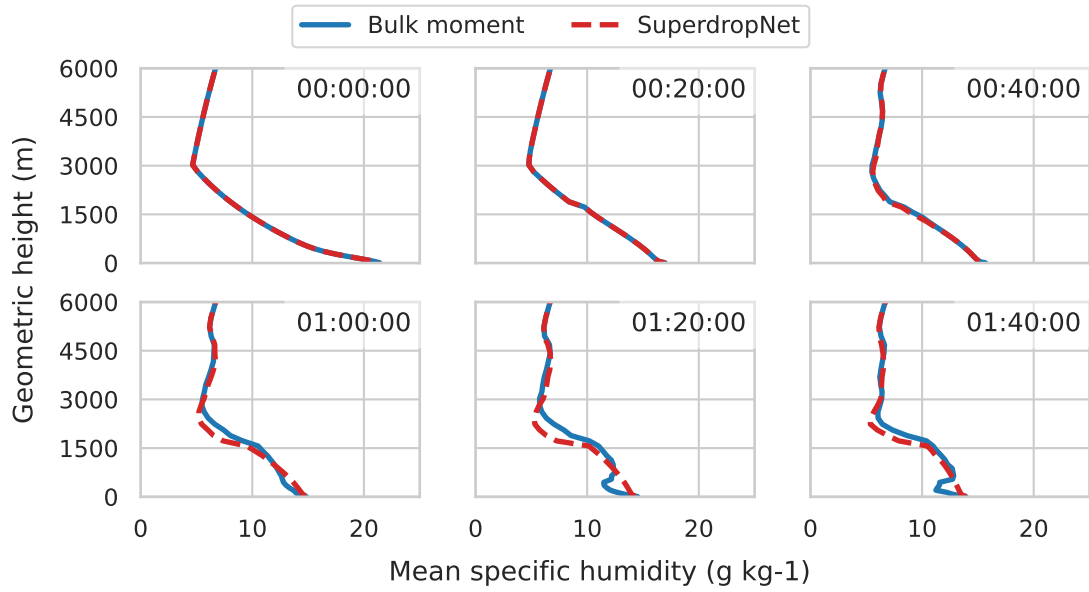 Bulk moment SuperdropNet
Geometric height (m)
6000 00:00:00 00:20:00 00:40:00
4500
3000
1500
0
6000 01:00:00 01:20:00 01:40:00
4500
3000
1500
0
0 10 20 0 10 20 0 10 20
Mean specific humidity (g kg-1)